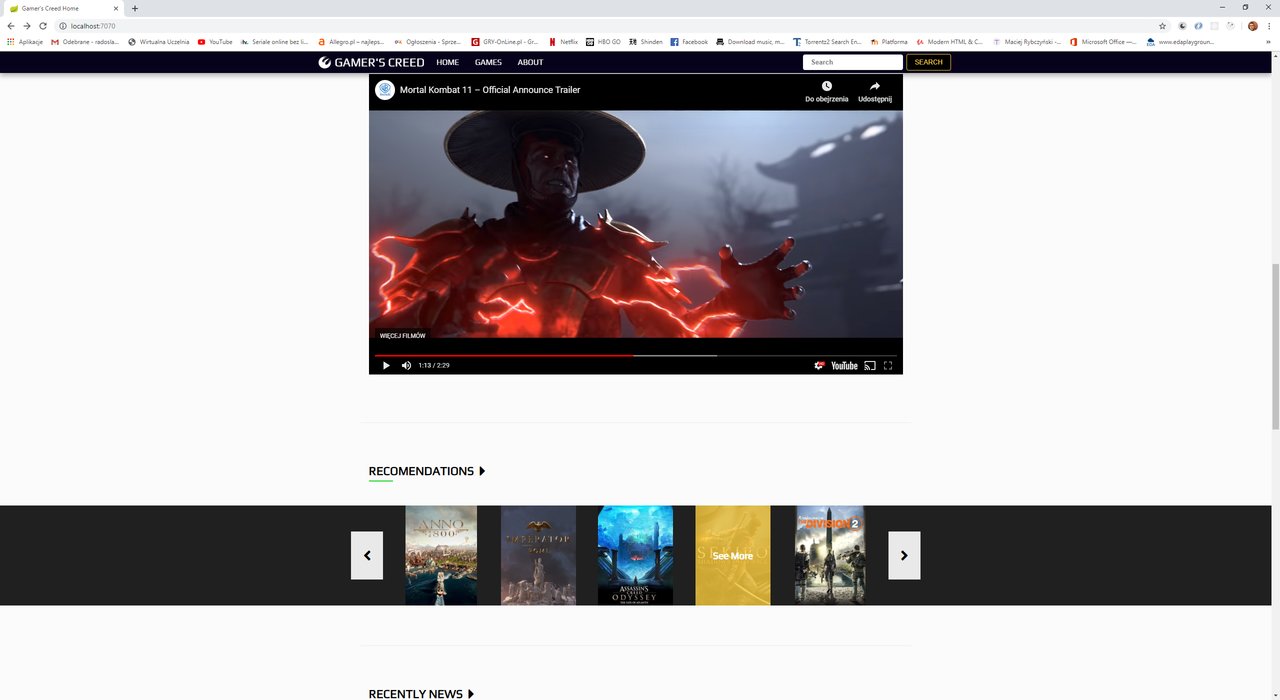 Gamer's Creed Home
localhost:7070
Aplikacje
Odebrane - radosla...
Wirtualna Uczelnia
YouTube
Seriale online bez li...
Allegro.pl – najleps...
Ogłoszenia - Sprze...
GRY-OnLine.pl - Gr...
Netflix
HBO GO
Shinden
Facebook
Download music, m...
Torrentz2 Search En...
Platforma
Modern HTML & C...
Maciej Rybczyński -...
Microsoft Office —...
www.edaplaygroun...
GAMER'S CREED
HOME
GAMES
ABOUT
Search
SEARCH
Mortal Kombat 11 – Official Announce Trailer
Do obejrzenia
Udostępnij
WIĘCEJ FILMÓW
1:13 / 2:29
YouTube
RECOMENDATIONS
ANNO
1800
IMPERATOR
ROME
ASSASSIN'S
CREED
ODYSSEY
See More
THE DIVISION 2
RECENTLY NEWS